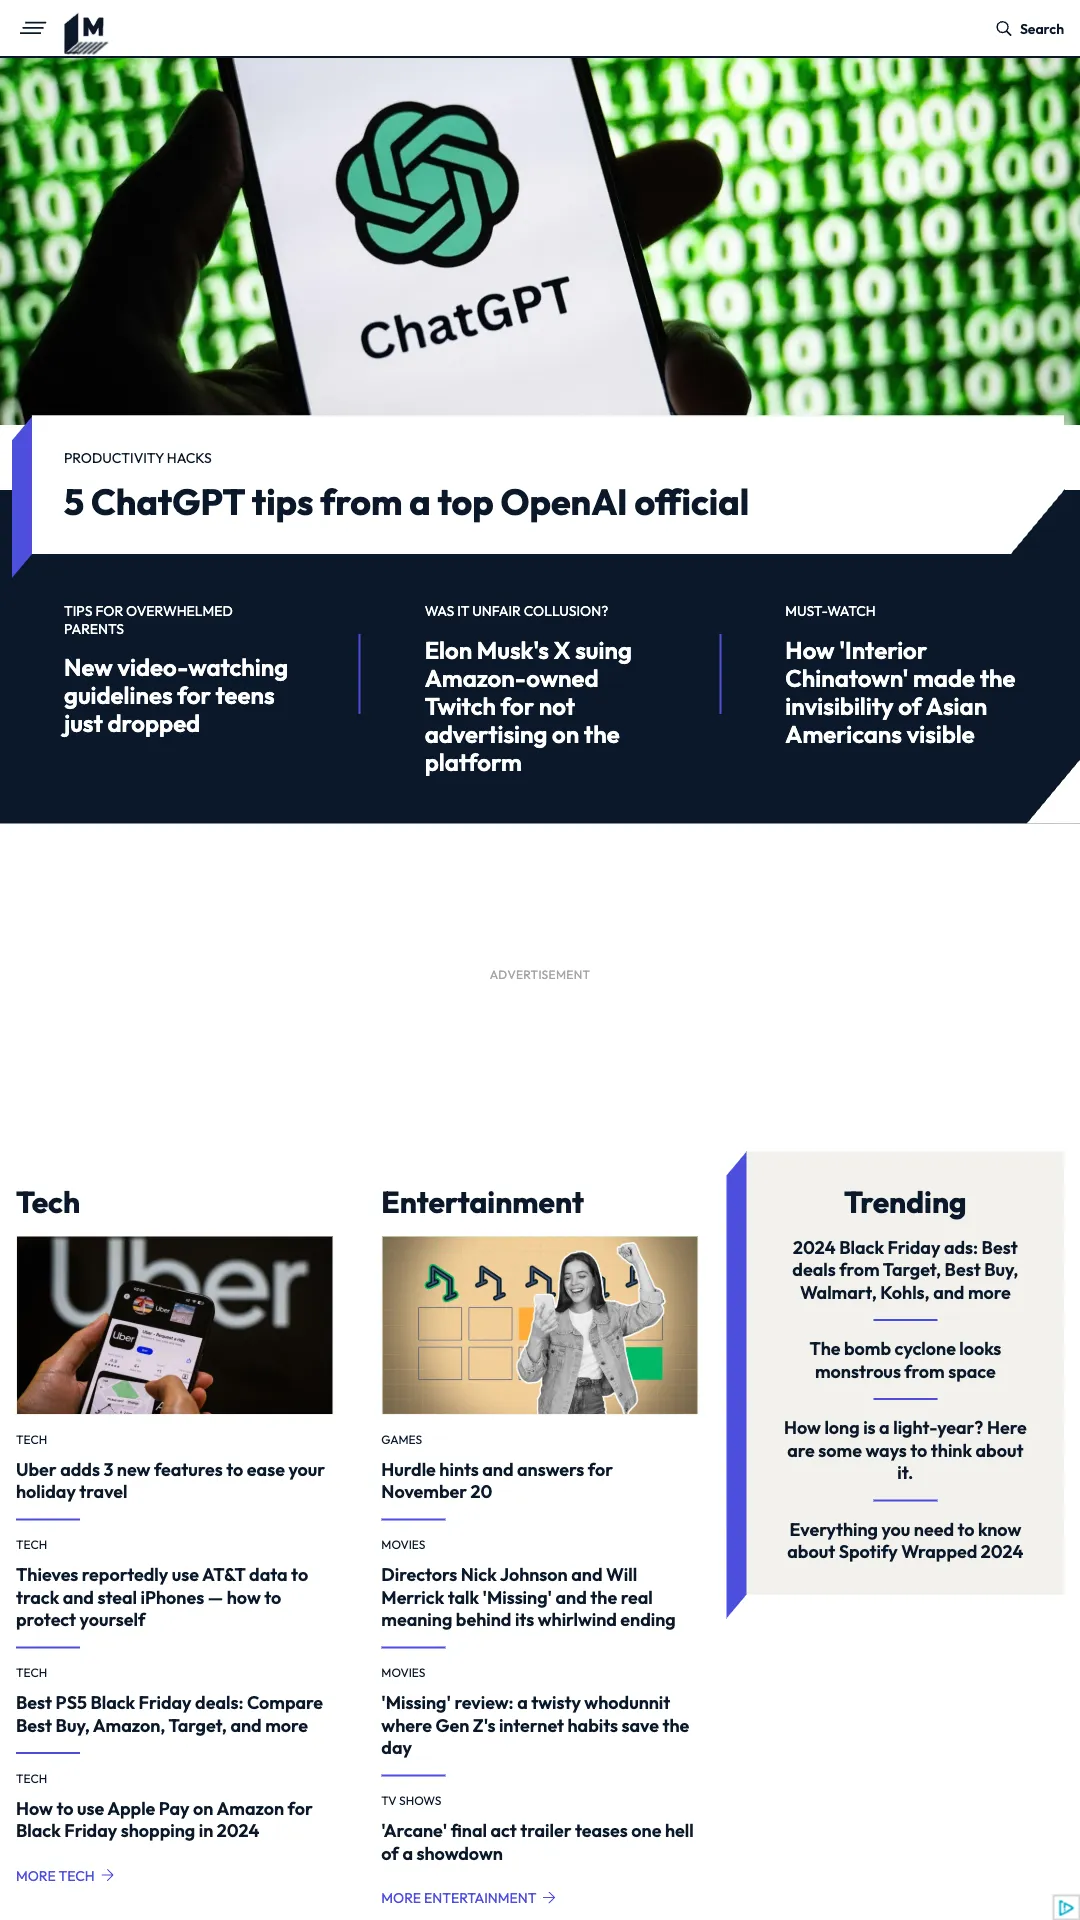 M
Search
ChatGPT
PRODUCTIVITY HACKS
5 ChatGPT tips from a top OpenAI official
TIPS FOR OVERWHELMED
PARENTS
New video-watching
guidelines for teens
just dropped
WAS IT UNFAIR COLLUSION?
Elon Musk's X suing
Amazon-owned
Twitch for not
advertising on the
platform
MUST-WATCH
How 'Interior
Chinatown' made the
invisibility of Asian
Americans visible
ADVERTISEMENT
Tech
Uber
Uber
Uber
TECH
Uber adds 3 new features to ease your
holiday travel
TECH
Thieves reportedly use AT&T data to
track and steal iPhones — how to
protect yourself
TECH
Best PS5 Black Friday deals: Compare
Best Buy, Amazon, Target, and more
TECH
How to use Apple Pay on Amazon for
Black Friday shopping in 2024
MORE TECH
Entertainment
GAMES
Hurdle hints and answers for
November 20
MOVIES
Directors Nick Johnson and Will
Merrick talk 'Missing' and the real
meaning behind its whirlwind ending
MOVIES
'Missing' review: a twisty whodunnit
where Gen Z's internet habits save the
day
TV SHOWS
'Arcane' final act trailer teases one hell
of a showdown
MORE ENTERTAINMENT
Trending
2024 Black Friday ads: Best
deals from Target, Best Buy,
Walmart, Kohls, and more
The bomb cyclone looks
monstrous from space
How long is a light-year? Here
are some ways to think about
it.
Everything you need to know
about Spotify Wrapped 2024